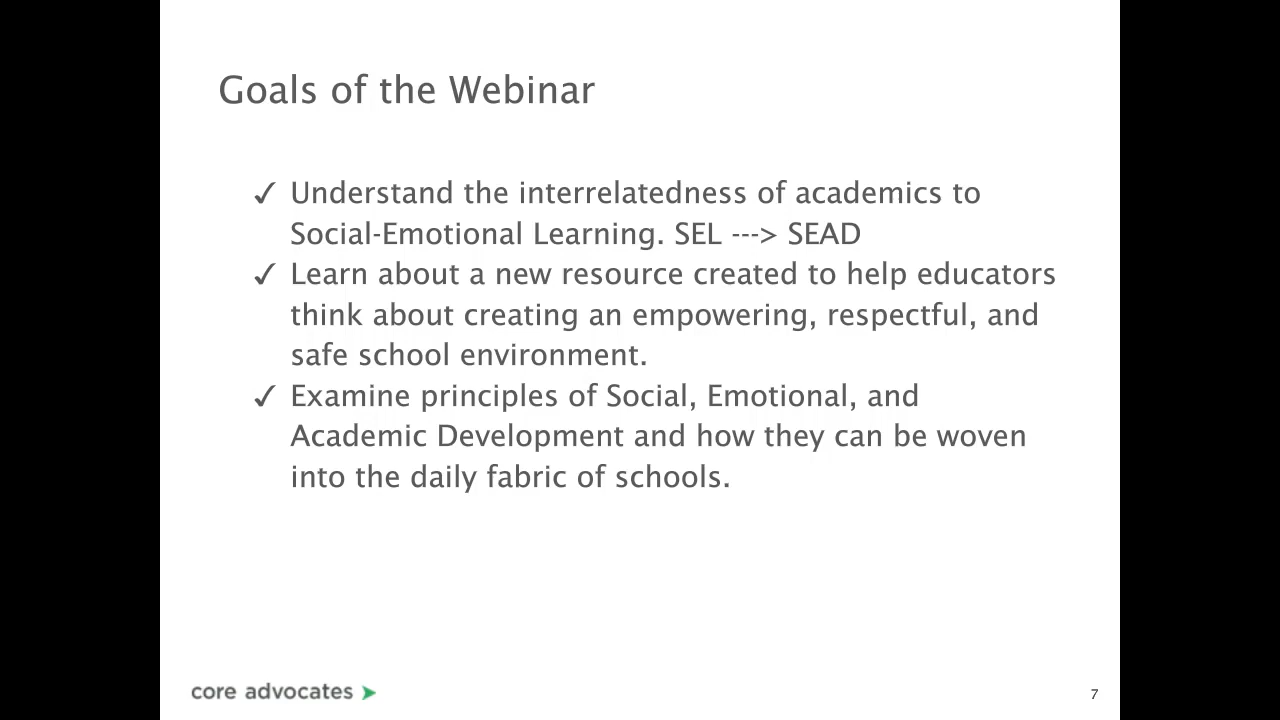 Goals of the Webinar
✓ Understand the interrelatedness of academics to
Social-Emotional Learning. SEL ---> SEAD
✓ Learn about a new resource created to help educators
think about creating an empowering, respectful, and
safe school environment.
✓ Examine principles of Social, Emotional, and
Academic Development and how they can be woven
into the daily fabric of schools.
core advocates
7